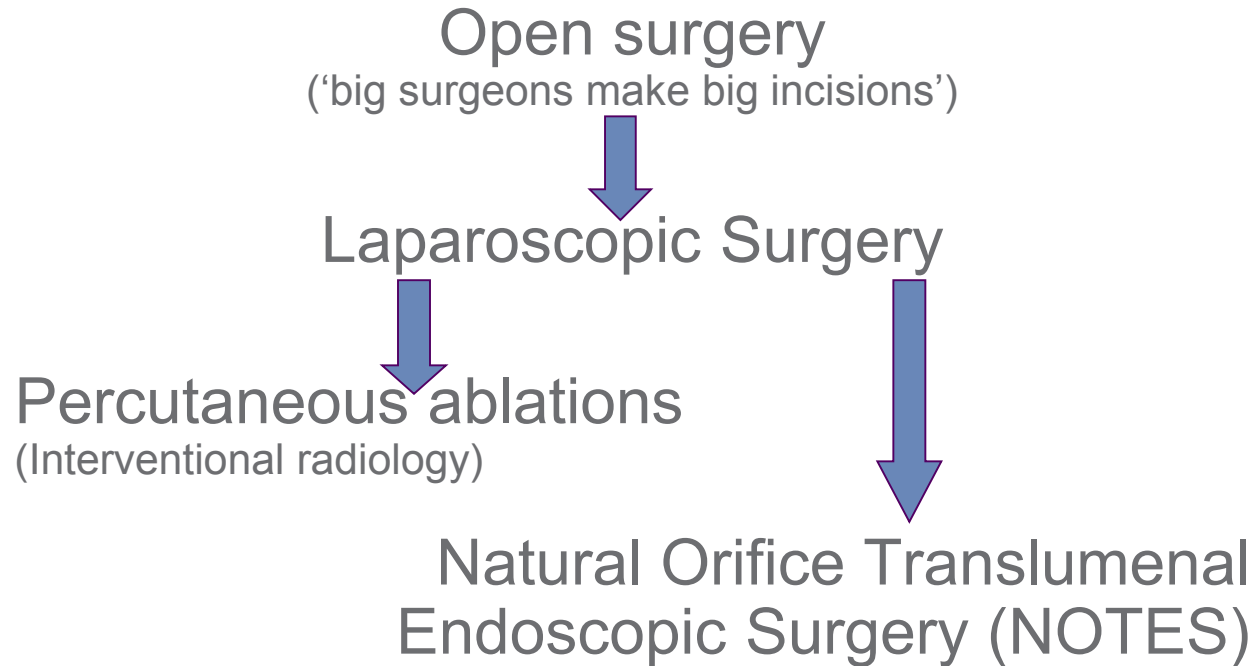 Open surgery
(‘big surgeons make big incisions’)
Laparoscopic Surgery
Percutaneous ablations
(Interventional radiology)
Natural Orifice Translumenal
Endoscopic Surgery (NOTES)